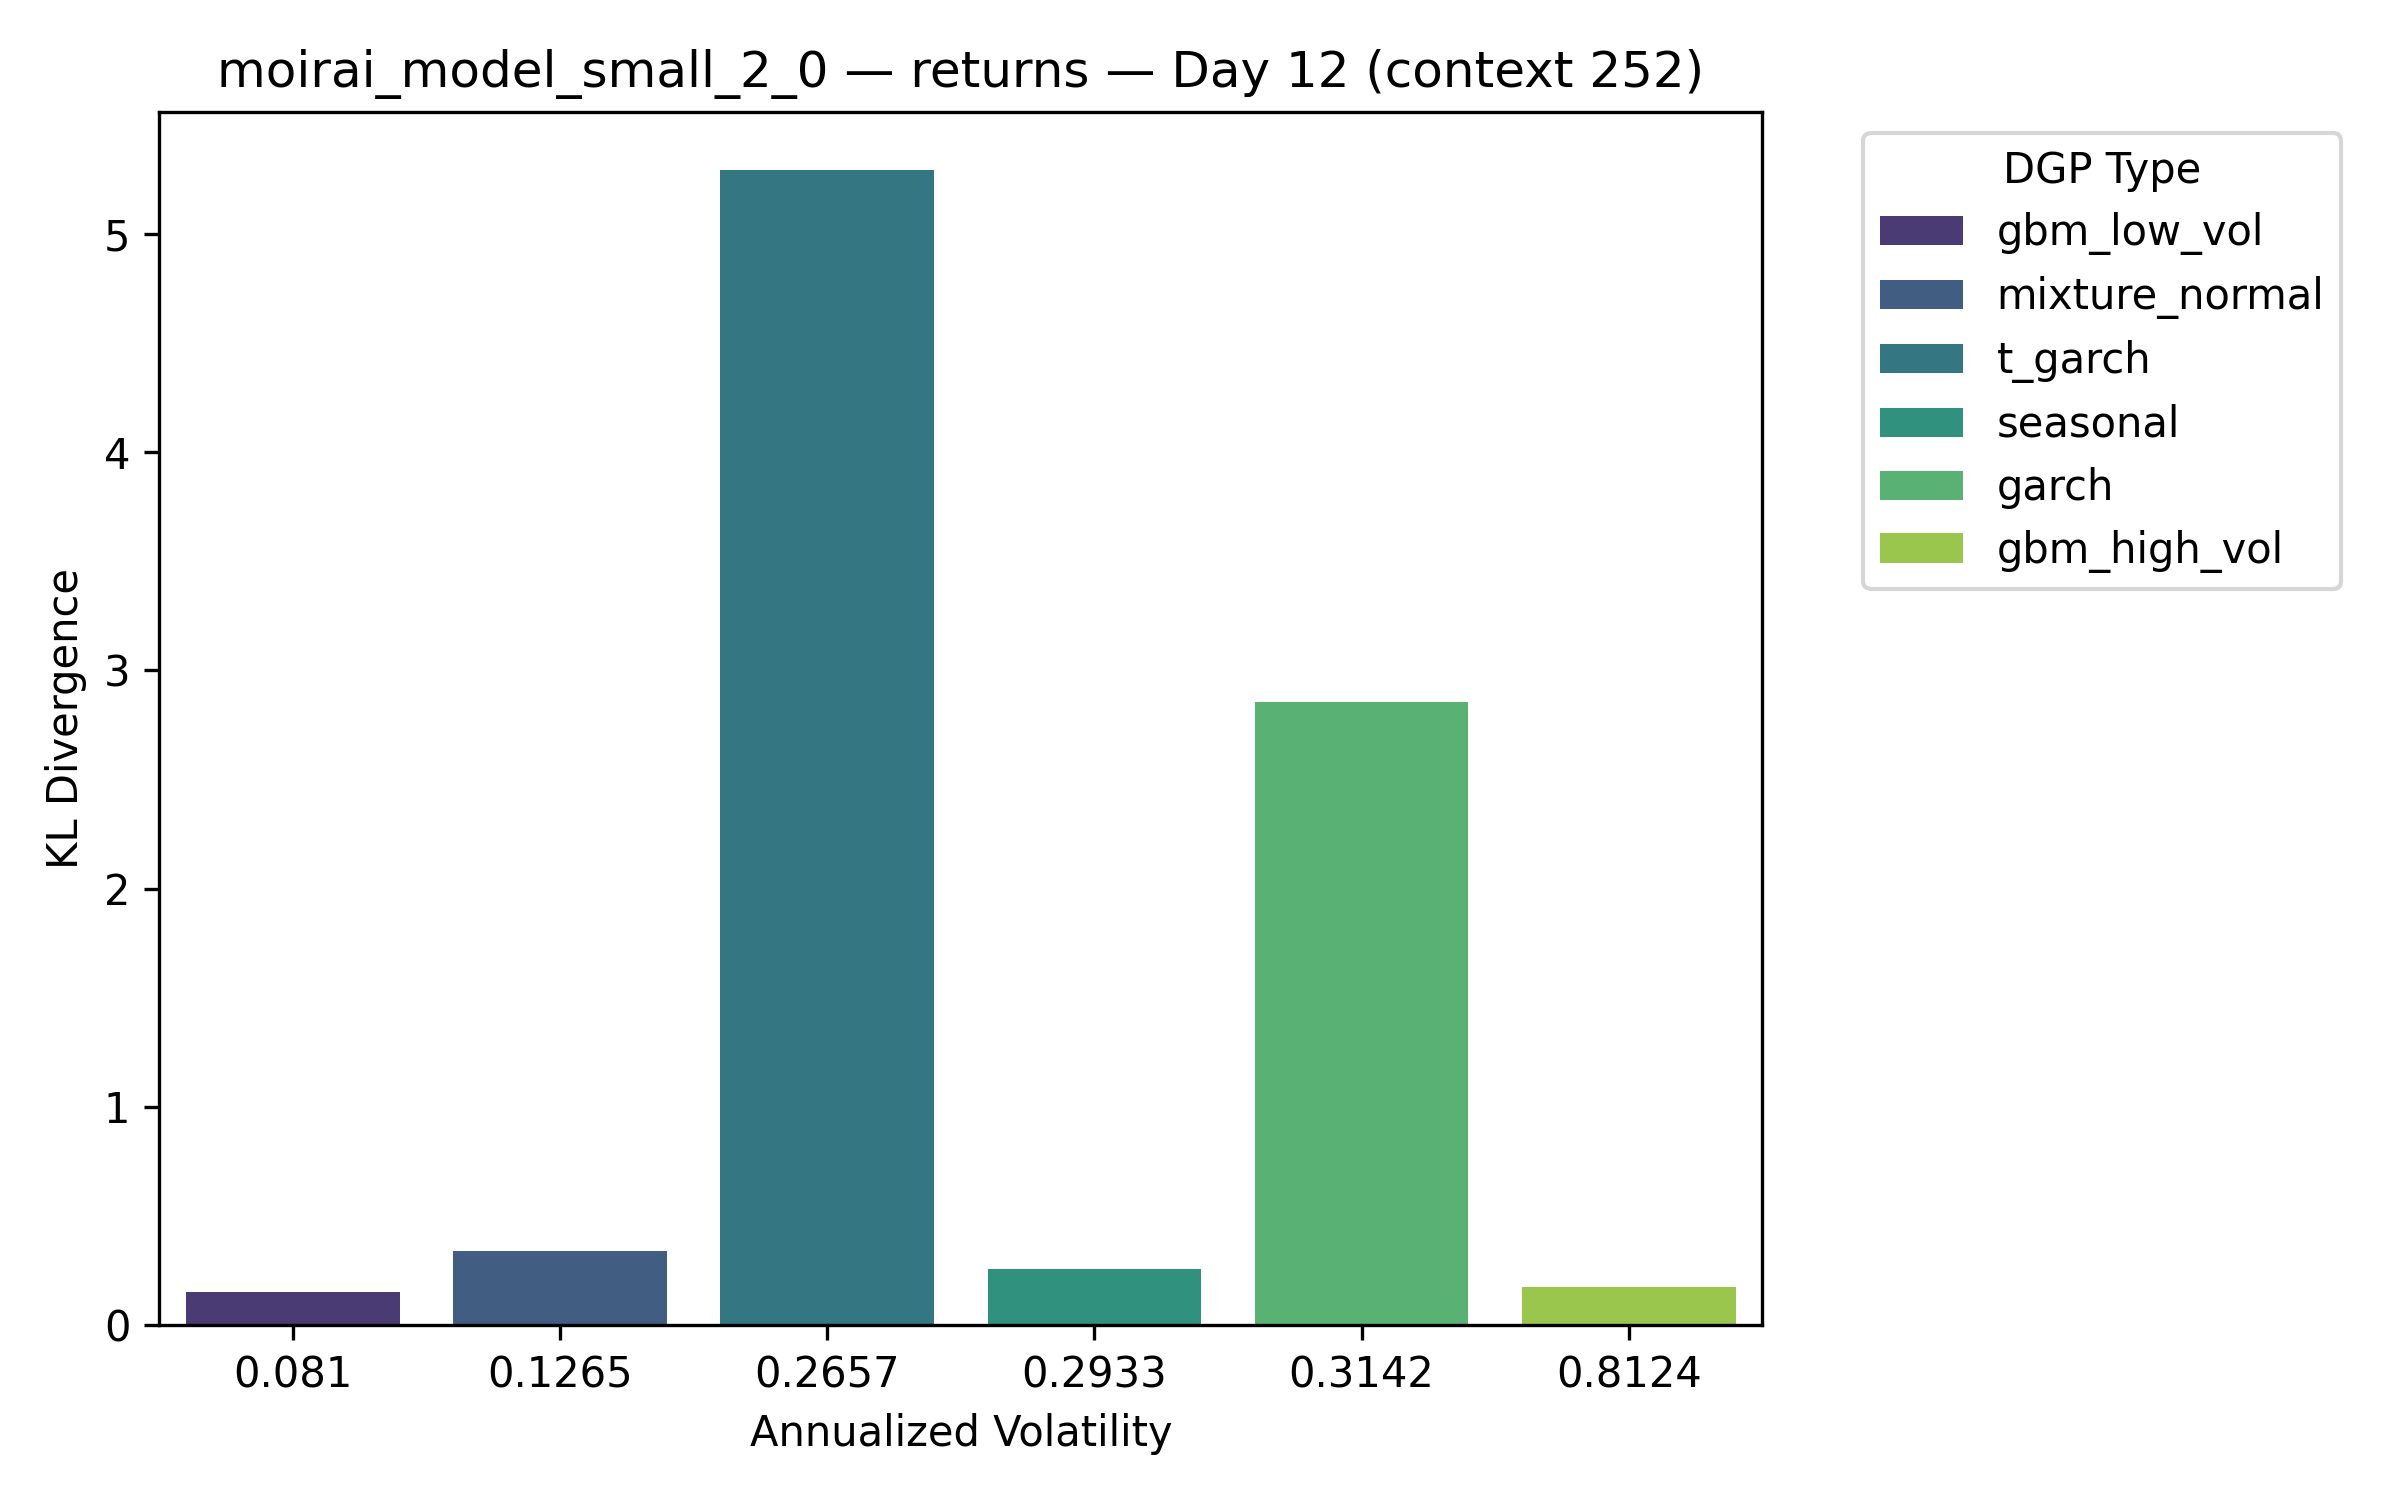 moirai_model_small_2_0 — returns — Day 12 (context 252)
DGP Type
gbm_low_vol
mixture_normal
t_garch
seasonal
garch
gbm_high_vol
KL Divergence
5
4
3
2
1
0
0.081 0.1265 0.2657 0.2933 0.3142 0.8124
Annualized Volatility